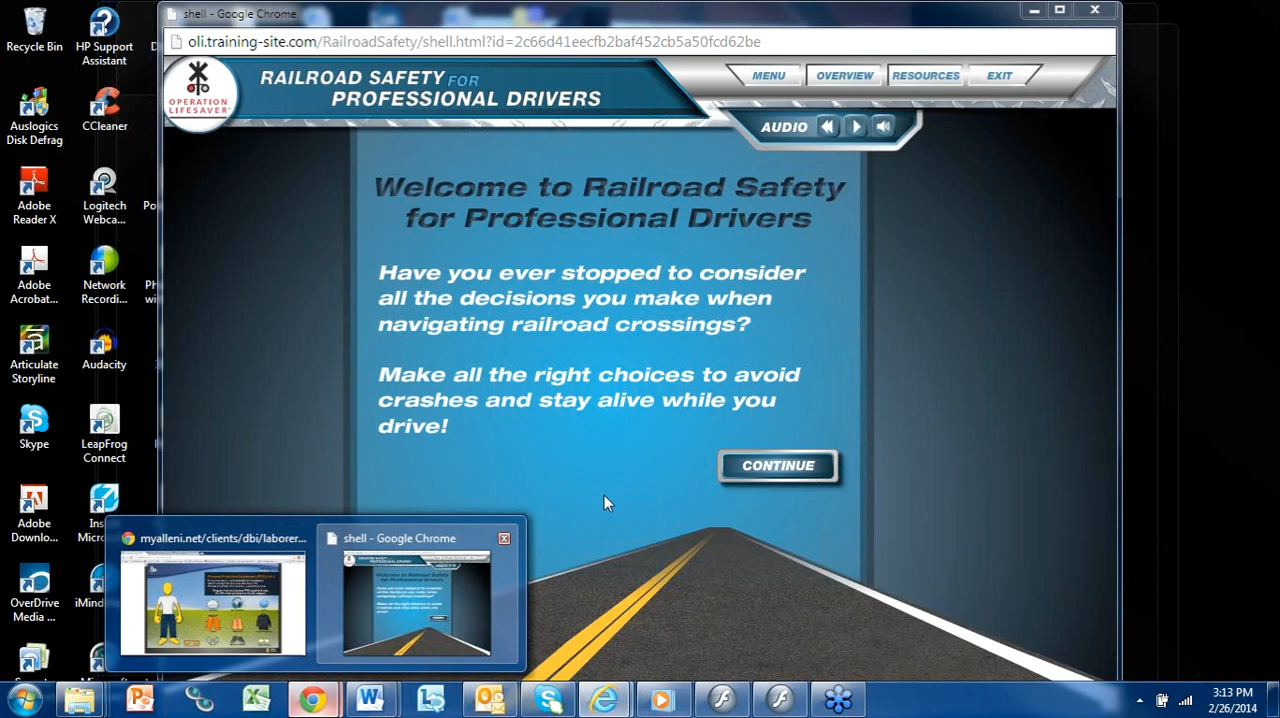 shell - Google Chrome
oli.training-site.com/RailroadSafety/shell.html?id=2c66d41eecfb2baf452cb5a50fcd62be
OPERATION
LIFESAVER
RAILROAD SAFETY FOR
PROFESSIONAL DRIVERS
MENU
OVERVIEW
RESOURCES
EXIT
AUDIO
Welcome to Railroad Safety
for Professional Drivers
Have you ever stopped to consider
all the decisions you make when
navigating railroad crossings?
Make all the right choices to avoid
crashes and stay alive while you
drive!
CONTINUE
Recycle Bin
HP Support
Assistant
Auslogics
Disk Defrag
CCleaner
Adobe
Reader X
Logitech
Webca...
Adobe
Acrobat...
Network
Recordi...
Articulate
Storyline
Audacity
Skype
LeapFrog
Connect
Adobe
Downlo...
OverDrive
Media ...
myalleni.net/clients/dbi/laborer...
shell - Google Chrome
3:13 PM
2/26/2014